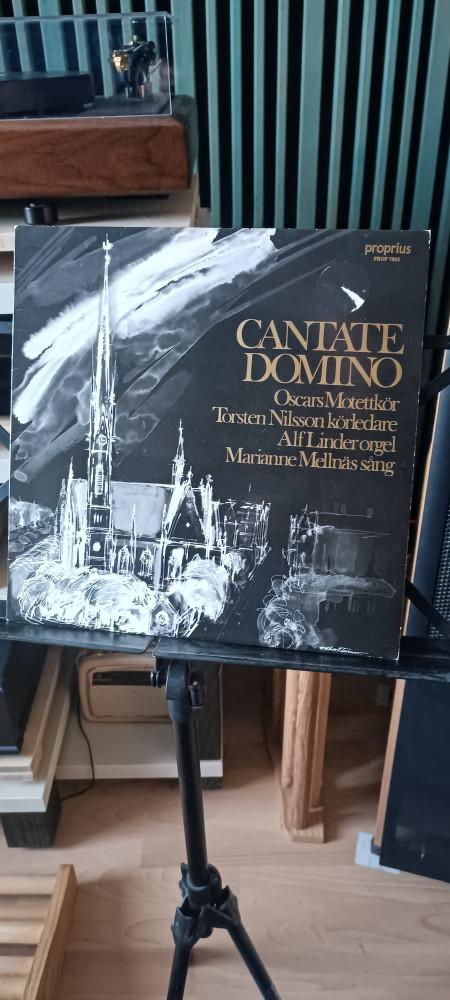 proprius
PROP 7762
CANTATE
DOMINO
Oscars Motettkör
Torsten Nilsson körledare
Alf Linder orgel
Marianne Mellnäs sång